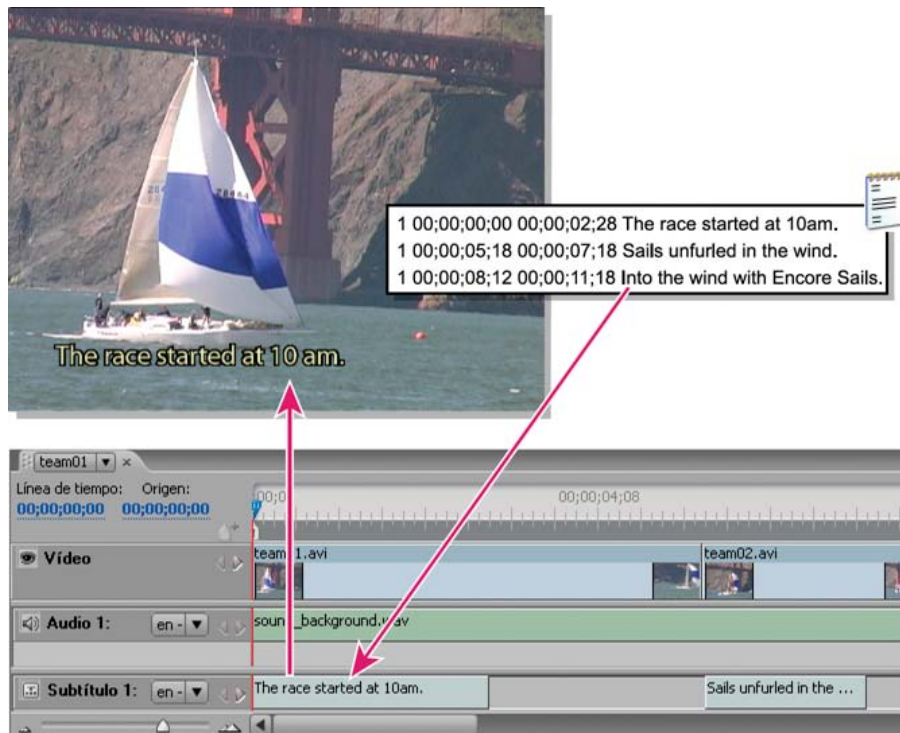 28484
The race started at 10 am.
1 00;00;00;00 00;00;02;28 The race started at 10am.
1 00;00;05;18 00;00;07;18 Sails unfurled in the wind.
1 00;00;08;12 00;00;11;18 Into the wind with Encore Sails.
team01
Línea de tiempo: Origen:
00;00;00;00 00;00;00;00
00;00;04;08
Vídeo
team02.avi
Audio 1: en -
Subtítulo 1: en -
The race started at 10am.
Sails unfurled in the ...